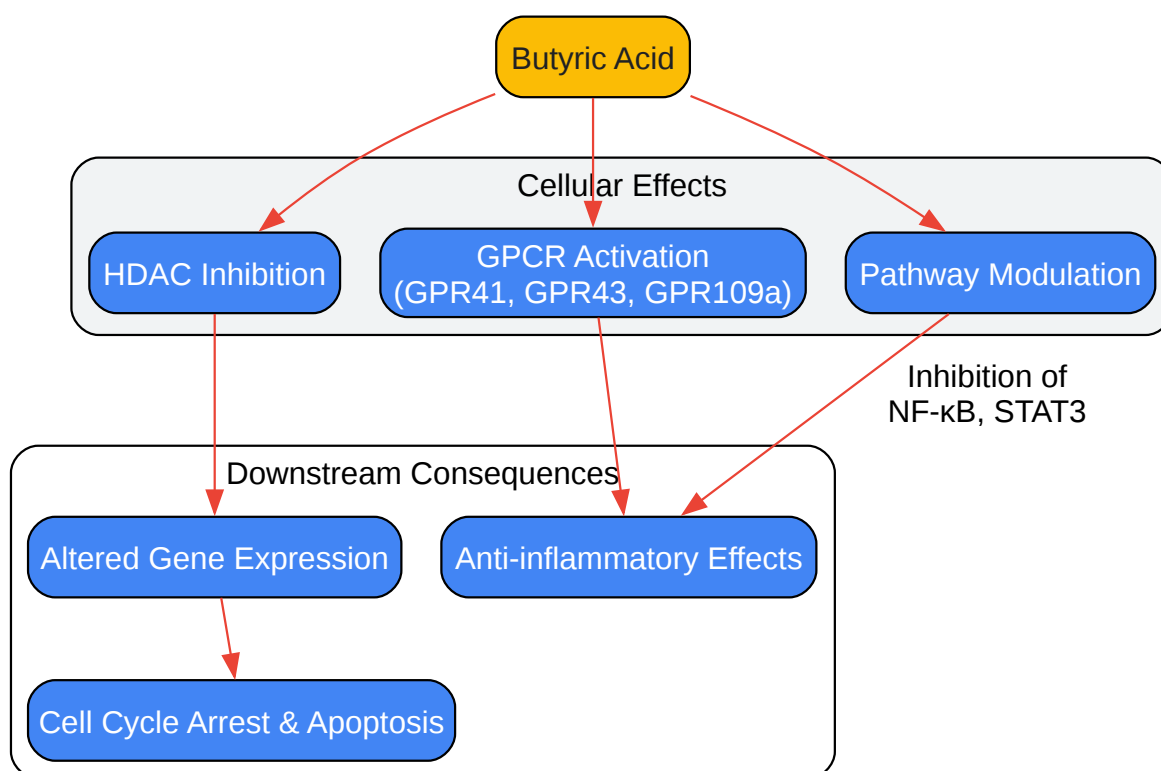 Butyric Acid
Cellular Effects
HDAC Inhibition
GPCR Activation
(GPR41, GPR43, GPR109a)
Pathway Modulation
Inhibition of
NF-κB, STAT3
Downstream Consequences
Altered Gene Expression
Anti-inflammatory Effects
Cell Cycle Arrest & Apoptosis